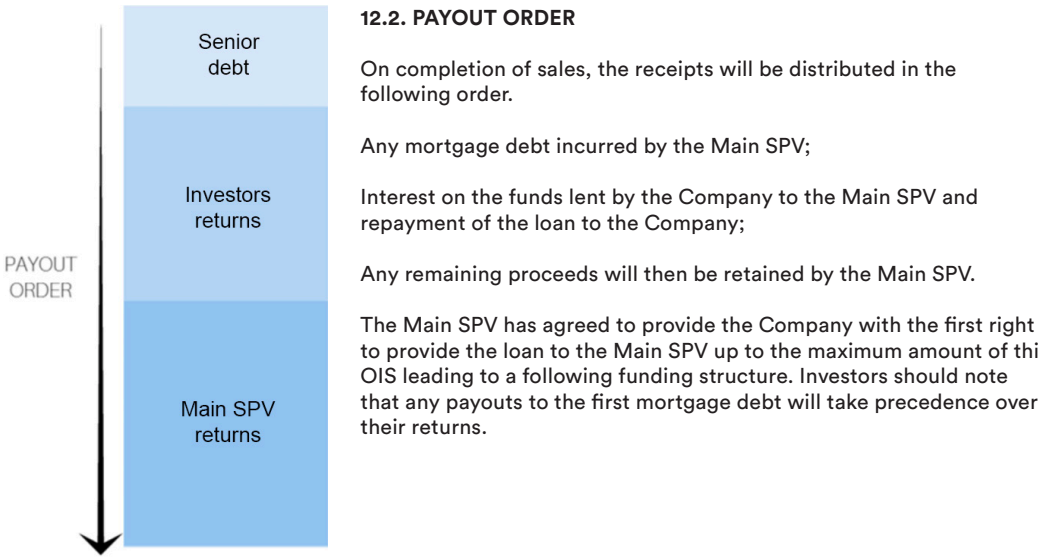 PAYOUT
ORDER
Senior
debt
Investors
returns
Main SPV
returns
12.2. PAYOUT ORDER
On completion of sales, the receipts will be distributed in the
following order.
Any mortgage debt incurred by the Main SPV;
Interest on the funds lent by the Company to the Main SPV and
repayment of the loan to the Company;
Any remaining proceeds will then be retained by the Main SPV.
The Main SPV has agreed to provide the Company with the first right
to provide the loan to the Main SPV up to the maximum amount of thi
OIS leading to a following funding structure. Investors should note
that any payouts to the first mortgage debt will take precedence over
their returns.